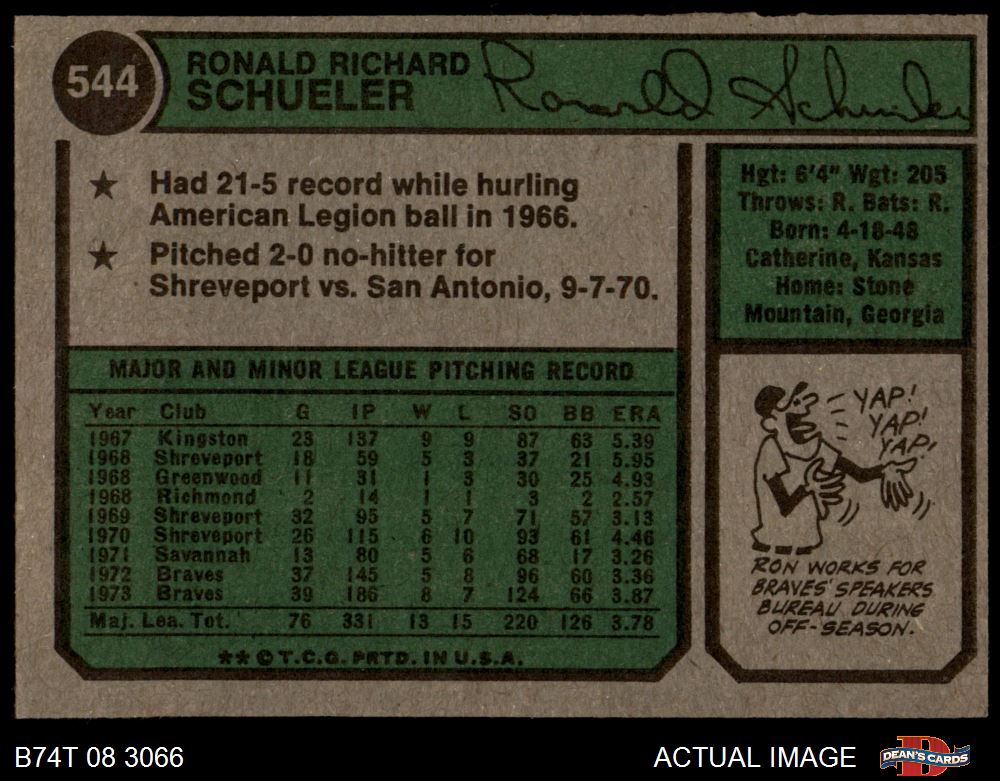 544
RONALD RICHARD
SCHUELER
Ronald Schueler
★ Had 21-5 record while hurling
American Legion ball in 1966.
★ Pitched 2-0 no-hitter for
Shreveport vs. San Antonio, 9-7-70.
Hgt: 6'4" Wgt: 205
Throws: R. Bats: R.
Born: 4-18-48
Catherine, Kansas
Home: Stone
Mountain, Georgia
MAJOR AND MINOR LEAGUE PITCHING RECORD
Year Club G IP W L SO BB ERA
1967 Kingston 23 137 9 9 87 63 5.39
1968 Shreveport 18 59 5 3 37 21 5.95
1968 Greenwood 11 31 1 3 30 25 4.93
1968 Richmond 2 14 1 1 3 2 2.57
1969 Shreveport 32 95 5 7 71 57 3.13
1970 Shreveport 26 115 6 10 93 61 4.46
1971 Savannah 13 80 5 6 68 17 3.26
1972 Braves 37 145 5 8 96 60 3.36
1973 Braves 39 186 8 7 124 66 3.87
Maj. Lea. Tot. 76 331 13 15 220 126 3.78
** © T.C.G. PRTD. IN U.S.A.
YAP!
YAP!
YAP!
RON WORKS FOR
BRAVES' SPEAKERS
BUREAU DURING
OFF-SEASON.
B74T 08 3066
ACTUAL IMAGE
DEAN'S CARDS